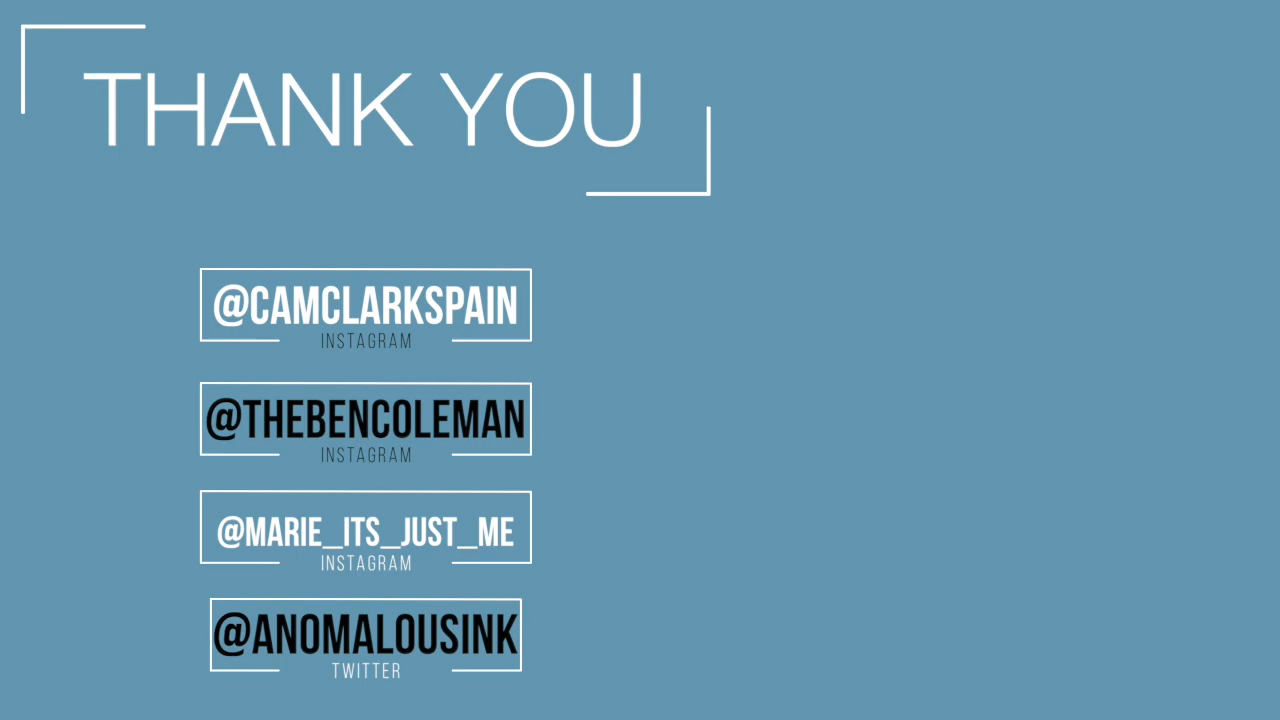 THANK YOU
@CAMCLARKSPAIN
INSTAGRAM
@THEBENCOLEMAN
INSTAGRAM
@MARIE_ITS_JUST_ME
INSTAGRAM
@ANOMALOUSINK
TWITTER